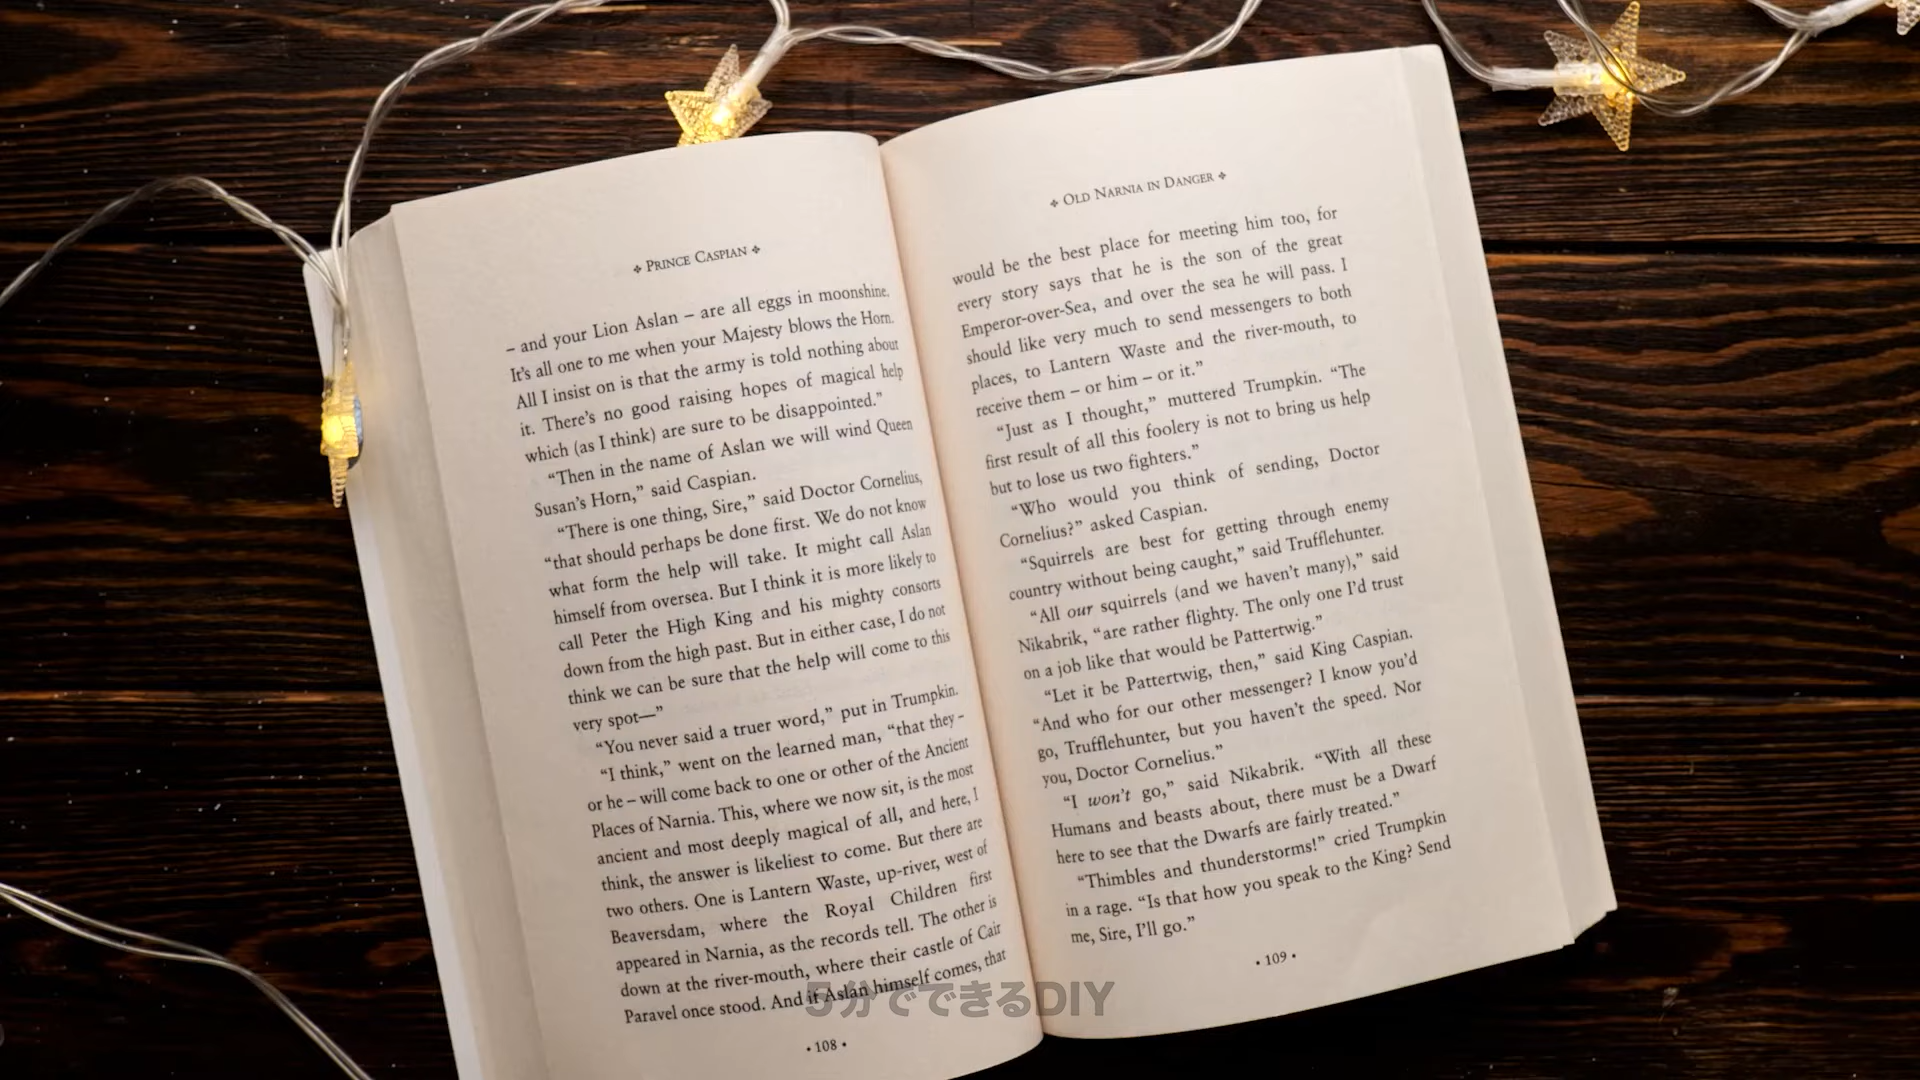 ❖ PRINCE CASPIAN ❖
– and your Lion Aslan – are all eggs in moonshine.
It's all one to me when your Majesty blows the Horn.
All I insist on is that the army is told nothing about
it. There's no good raising hopes of magical help
which (as I think) are sure to be disappointed.”
“Then in the name of Aslan we will wind Queen
Susan's Horn,” said Caspian.
“There is one thing, Sire,” said Doctor Cornelius,
“that should perhaps be done first. We do not know
what form the help will take. It might call Aslan
himself from oversea. But I think it is more likely to
call Peter the High King and his mighty consorts
down from the high past. But in either case, I do not
think we can be sure that the help will come to this
very spot—”
“You never said a truer word,” put in Trumpkin.
“I think,” went on the learned man, “that they –
or he – will come back to one or other of the Ancient
Places of Narnia. This, where we now sit, is the most
ancient and most deeply magical of all, and here, I
think, the answer is likeliest to come. But there are
two others. One is Lantern Waste, up-river, west of
Beaversdam, where the Royal Children first
appeared in Narnia, as the records tell. The other is
down at the river-mouth, where their castle of Cair
Paravel once stood. And if Aslan himself comes, that
• 108 •
❖ OLD NARNIA IN DANGER ❖
would be the best place for meeting him too, for
every story says that he is the son of the great
Emperor-over-Sea, and over the sea he will pass. I
should like very much to send messengers to both
places, to Lantern Waste and the river-mouth, to
receive them – or him – or it.”
“Just as I thought,” muttered Trumpkin. “The
first result of all this foolery is not to bring us help
but to lose us two fighters.”
“Who would you think of sending, Doctor
Cornelius?” asked Caspian.
“Squirrels are best for getting through enemy
country without being caught,” said Trufflehunter.
“All our squirrels (and we haven't many),” said
Nikabrik, “are rather flighty. The only one I'd trust
on a job like that would be Pattertwig.”
“Let it be Pattertwig, then,” said King Caspian.
“And who for our other messenger? I know you'd
go, Trufflehunter, but you haven't the speed. Nor
you, Doctor Cornelius.”
“I won't go,” said Nikabrik. “With all these
Humans and beasts about, there must be a Dwarf
here to see that the Dwarfs are fairly treated.”
“Thimbles and thunderstorms!” cried Trumpkin
in a rage. “Is that how you speak to the King? Send
me, Sire, I'll go.”
• 109 •
5分でできるDIY